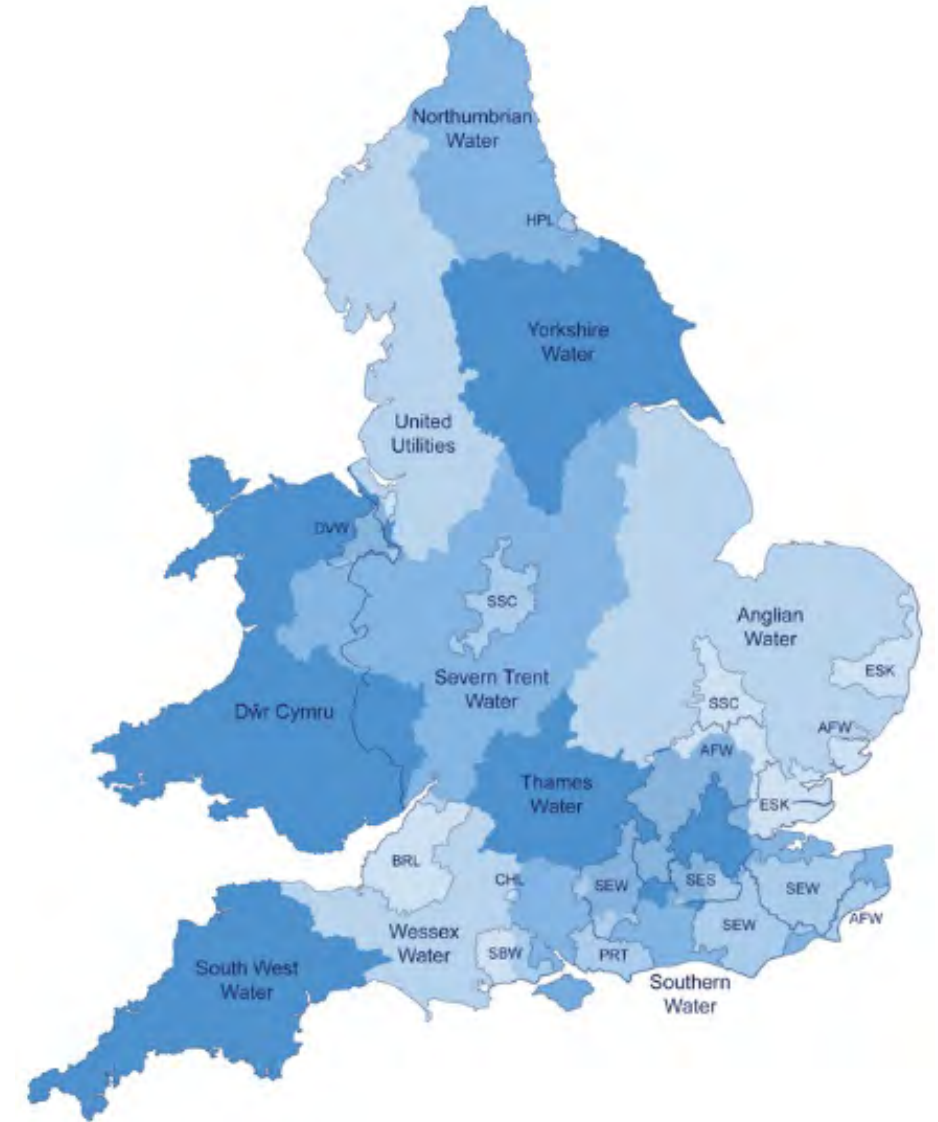 Northumbrian
Water
HPL
Yorkshire
Water
United
Utilities
DVW
SSC
Anglian
Water
ESK
Severn Trent
Water
SSC
Dŵr Cymru
AFW
AFW
Thames
Water
ESK
BRL
CHL
SEW
SES
SEW
AFW
SEW
Wessex
Water
SBW
PRT
South West
Water
Southern
Water